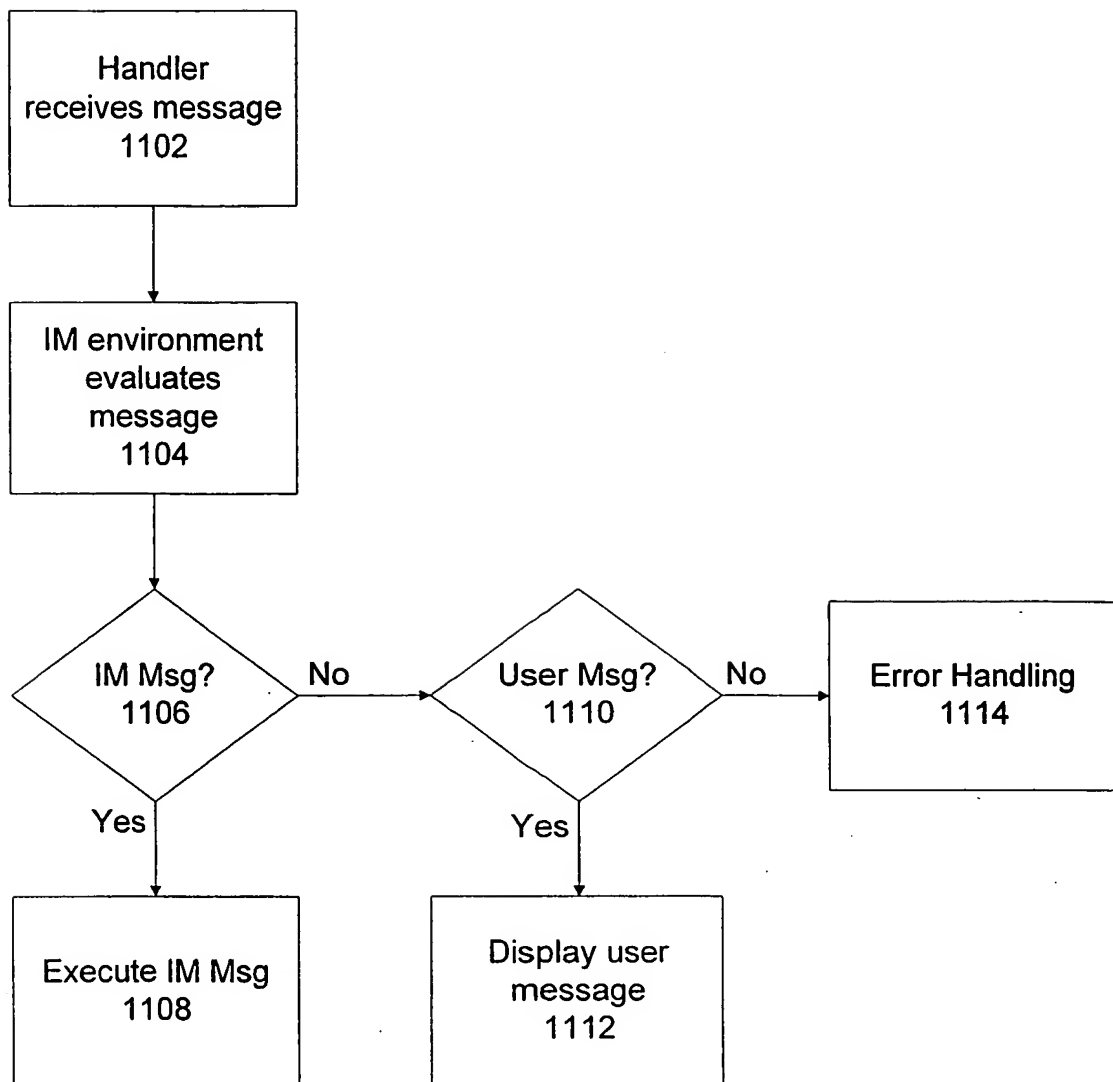 Handler
receives message
1102
IM environment
evaluates
message
1104
IM Msg?
1106
No
User Msg?
1110
No
Error Handling
1114
Yes
Yes
Execute IM Msg
1108
Display user
message
1112